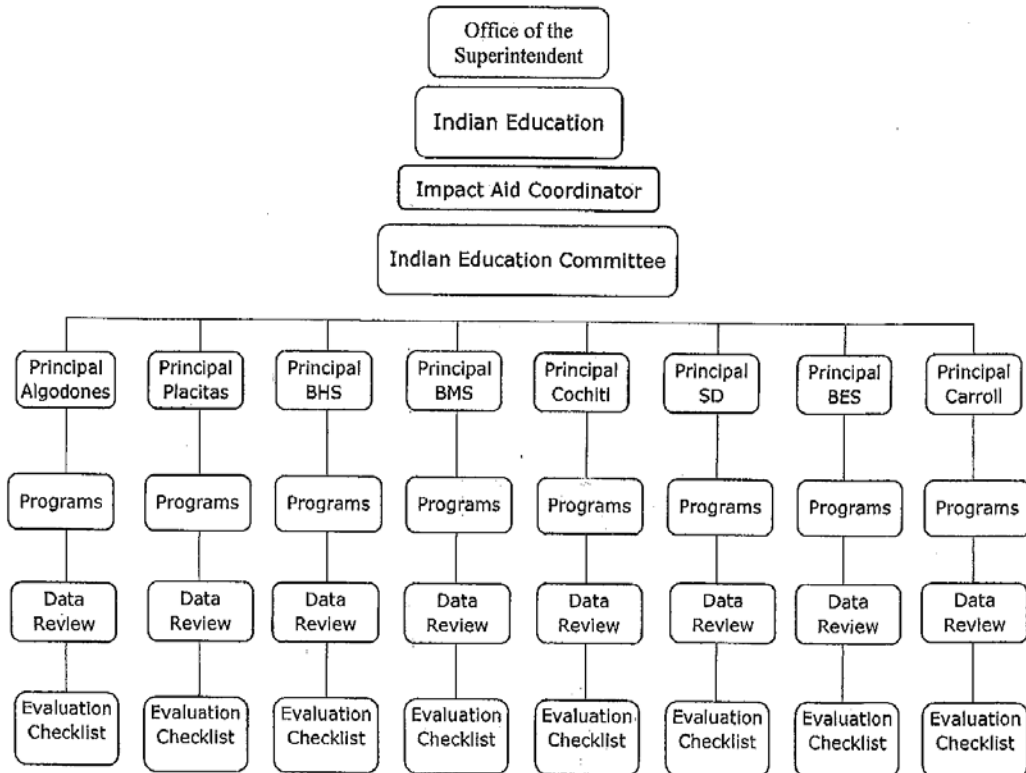 Office of the
Superintendent
Indian Education
Impact Aid Coordinator
Indian Education Committee
Principal
Algodones
Principal
Placitas
Principal
BHS
Principal
BMS
Principal
Cochiti
Principal
SD
Principal
BES
Principal
Carroll
Programs
Programs
Programs
Programs
Programs
Programs
Programs
Programs
Data
Review
Data
Review
Data
Review
Data
Review
Data
Review
Data
Review
Data
Review
Data
Review
Evaluation
Checklist
Evaluation
Checklist
Evaluation
Checklist
Evaluation
Checklist
Evaluation
Checklist
Evaluation
Checklist
Evaluation
Checklist
Evaluation
Checklist